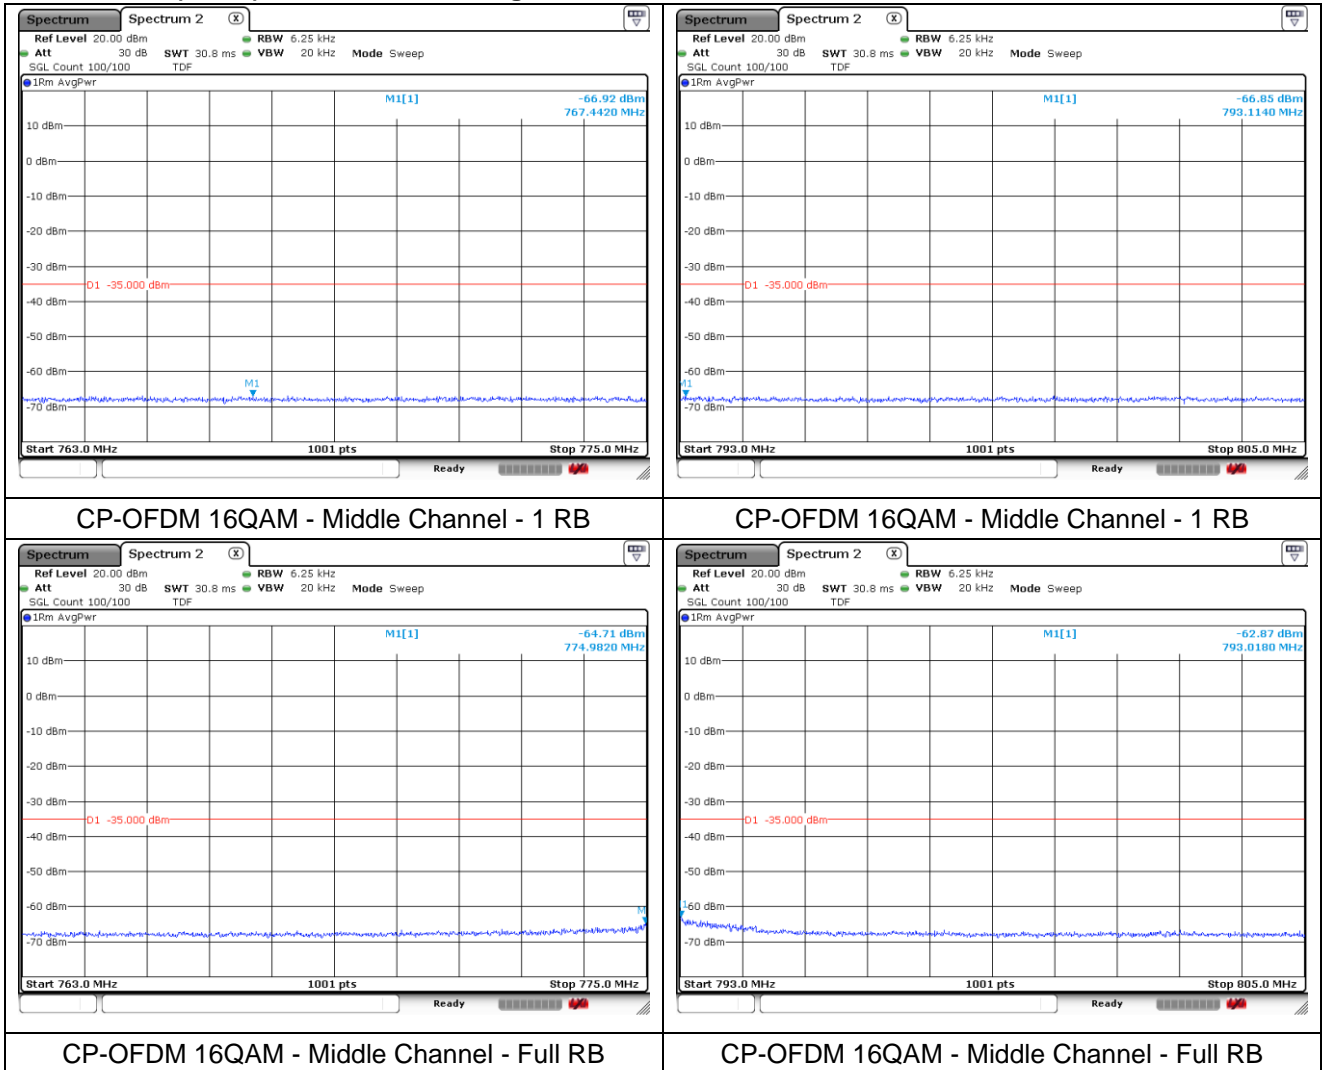 Spectrum Spectrum 2 X
Ref Level 20.00 dBm RBW 6.25 kHz
Att 30 dB SWT 30.8 ms VBW 20 kHz Mode Sweep
SGL Count 100/100 TDF
1Rm AvgPwr
M1[1] -66.92 dBm
767.4420 MHz
10 dBm
0 dBm
-10 dBm
-20 dBm
-30 dBm
D1 -35.000 dBm
-40 dBm
-50 dBm
-60 dBm
M1
-70 dBm
Start 763.0 MHz 1001 pts Stop 775.0 MHz
Ready
Spectrum Spectrum 2 X
Ref Level 20.00 dBm RBW 6.25 kHz
Att 30 dB SWT 30.8 ms VBW 20 kHz Mode Sweep
SGL Count 100/100 TDF
1Rm AvgPwr
M1[1] -66.85 dBm
793.1140 MHz
10 dBm
0 dBm
-10 dBm
-20 dBm
-30 dBm
D1 -35.000 dBm
-40 dBm
-50 dBm
-60 dBm
M1
-70 dBm
Start 793.0 MHz 1001 pts Stop 805.0 MHz
Ready
CP-OFDM 16QAM - Middle Channel - 1 RB
CP-OFDM 16QAM - Middle Channel - 1 RB
Spectrum Spectrum 2 X
Ref Level 20.00 dBm RBW 6.25 kHz
Att 30 dB SWT 30.8 ms VBW 20 kHz Mode Sweep
SGL Count 100/100 TDF
1Rm AvgPwr
M1[1] -64.71 dBm
774.9820 MHz
10 dBm
0 dBm
-10 dBm
-20 dBm
-30 dBm
D1 -35.000 dBm
-40 dBm
-50 dBm
-60 dBm
M
-70 dBm
Start 763.0 MHz 1001 pts Stop 775.0 MHz
Ready
Spectrum Spectrum 2 X
Ref Level 20.00 dBm RBW 6.25 kHz
Att 30 dB SWT 30.8 ms VBW 20 kHz Mode Sweep
SGL Count 100/100 TDF
1Rm AvgPwr
M1[1] -62.87 dBm
793.0180 MHz
10 dBm
0 dBm
-10 dBm
-20 dBm
-30 dBm
D1 -35.000 dBm
-40 dBm
-50 dBm
-60 dBm
-70 dBm
Start 793.0 MHz 1001 pts Stop 805.0 MHz
Ready
CP-OFDM 16QAM - Middle Channel - Full RB
CP-OFDM 16QAM - Middle Channel - Full RB